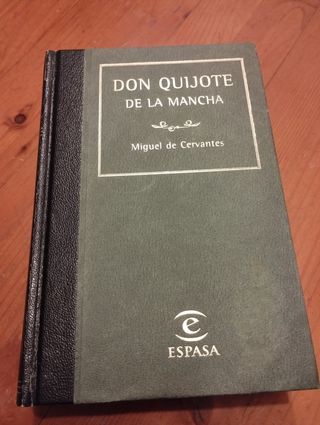 DON QUIJOTE
DE LA MANCHA
Miguel de Cervantes
e
ESPASA